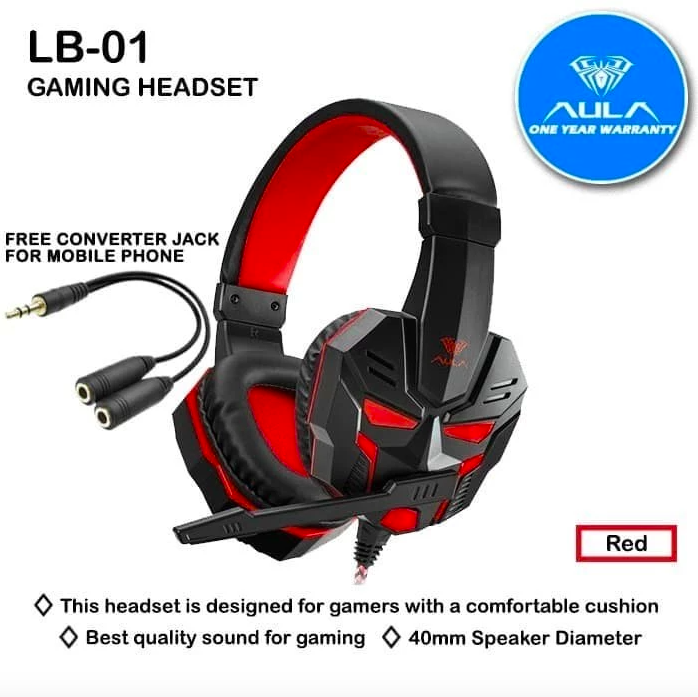 LB-01
GAMING HEADSET
AULA
ONE YEAR WARRANTY
FREE CONVERTER JACK
FOR MOBILE PHONE
AULA
Red
This headset is designed for gamers with a comfortable cushion
Best quality sound for gaming
40mm Speaker Diameter